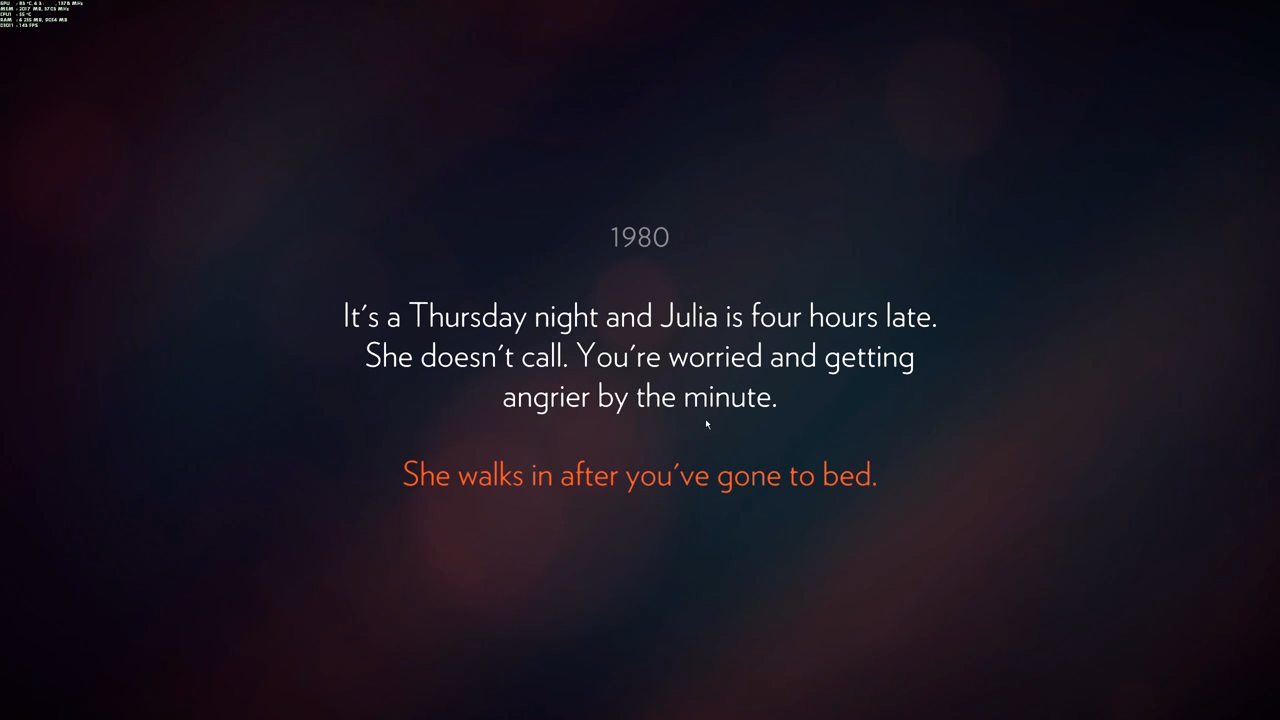 1980
It's a Thursday night and Julia is four hours late.
She doesn't call. You're worried and getting
angrier by the minute.
She walks in after you've gone to bed.